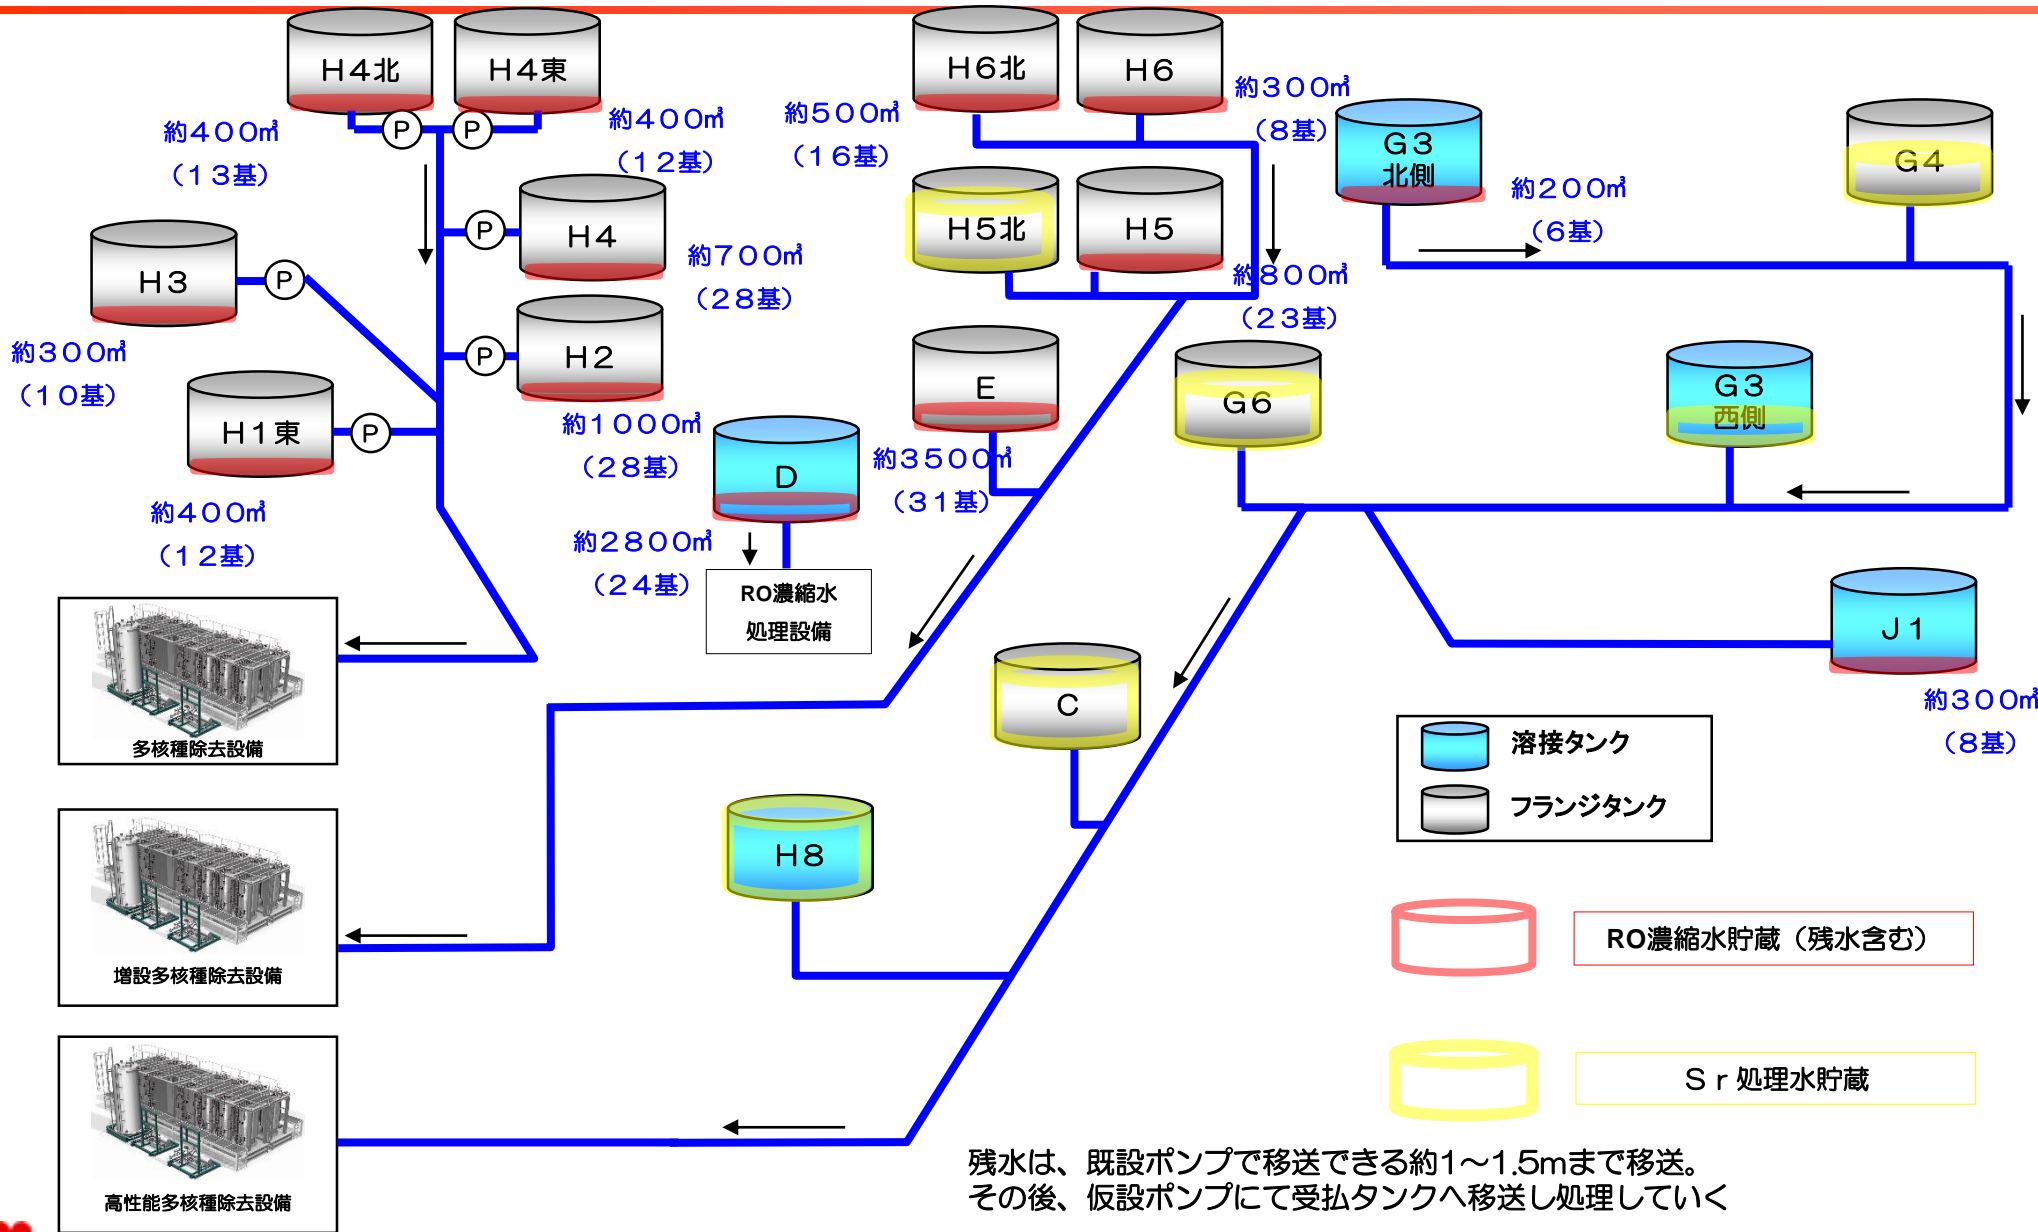 H4北
H4東
P
P
約400㎥
(13基)
約400㎥
(12基)
H3
P
約300㎥
(10基)
P
H4
約700㎥
(28基)
P
H2
約1000㎥
(28基)
H1東
P
約400㎥
(12基)
H6北
H6
約500㎥
(16基)
約300㎥
(8基)
H5北
H5
約800㎥
(23基)
E
約3500㎥
(31基)
D
約2800㎥
(24基)
RO濃縮水
処理設備
G3
北側
約200㎥
(6基)
G4
G6
G3
西側
J1
約300㎥
(8基)
C
H8
多核種除去設備
増設多核種除去設備
高性能多核種除去設備
溶接タンク
フランジタンク
RO濃縮水貯蔵（残水含む）
Sr処理水貯蔵
残水は、既設ポンプで移送できる約1～1.5mまで移送。
その後、仮設ポンプにて受払タンクへ移送し処理していく